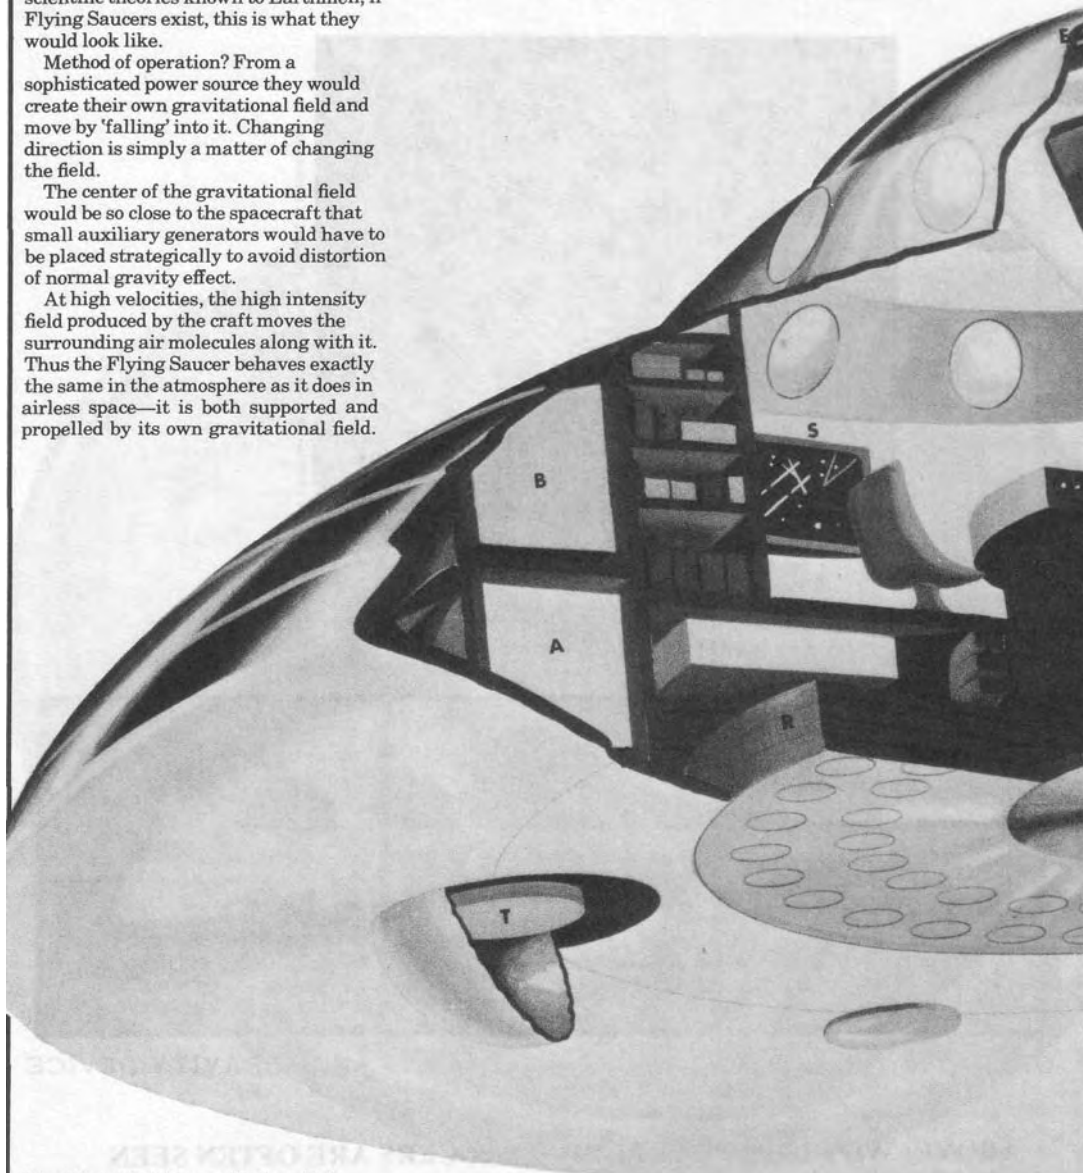 Flying Saucers exist, this is what they
would look like.
Method of operation? From a
sophisticated power source they would
create their own gravitational field and
move by ‘falling’ into it. Changing
direction is simply a matter of changing
the field.
The center of the gravitational field
would be so close to the spacecraft that
small auxiliary generators would have to
be placed strategically to avoid distortion
of normal gravity effect.
At high velocities, the high intensity
field produced by the craft moves the
surrounding air molecules along with it.
Thus the Flying Saucer behaves exactly
the same in the atmosphere as it does in
airless space—it is both supported and
propelled by its own gravitational field.
E
S
B
A
R
T